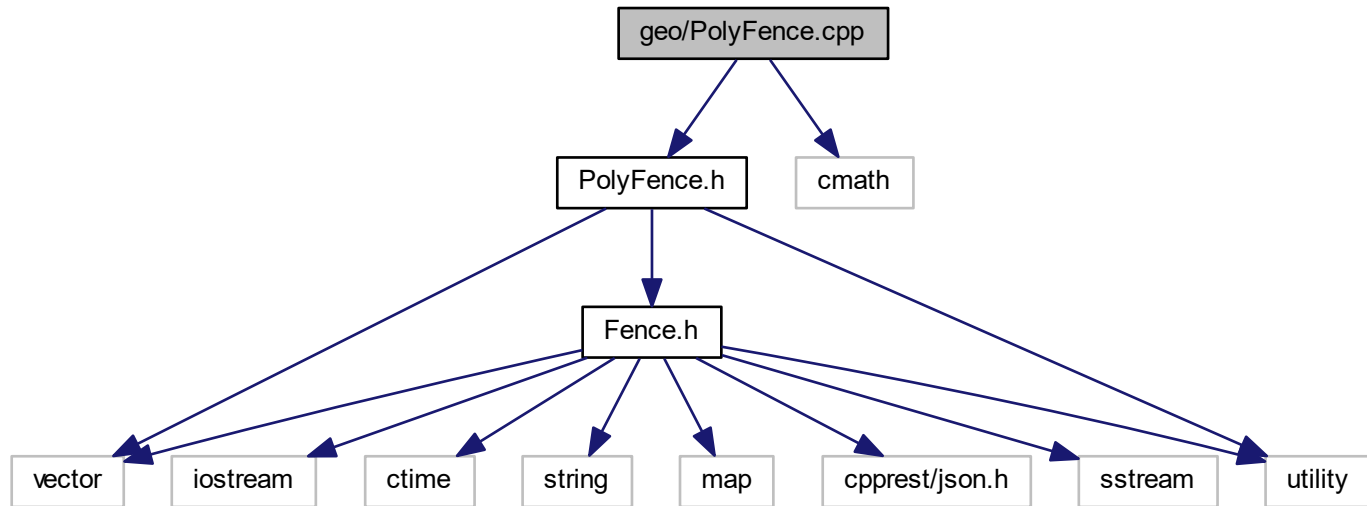 geo/PolyFence.cpp
PolyFence.h
cmath
Fence.h
vector
iostream
ctime
string
map
cpprest/json.h
sstream
utility